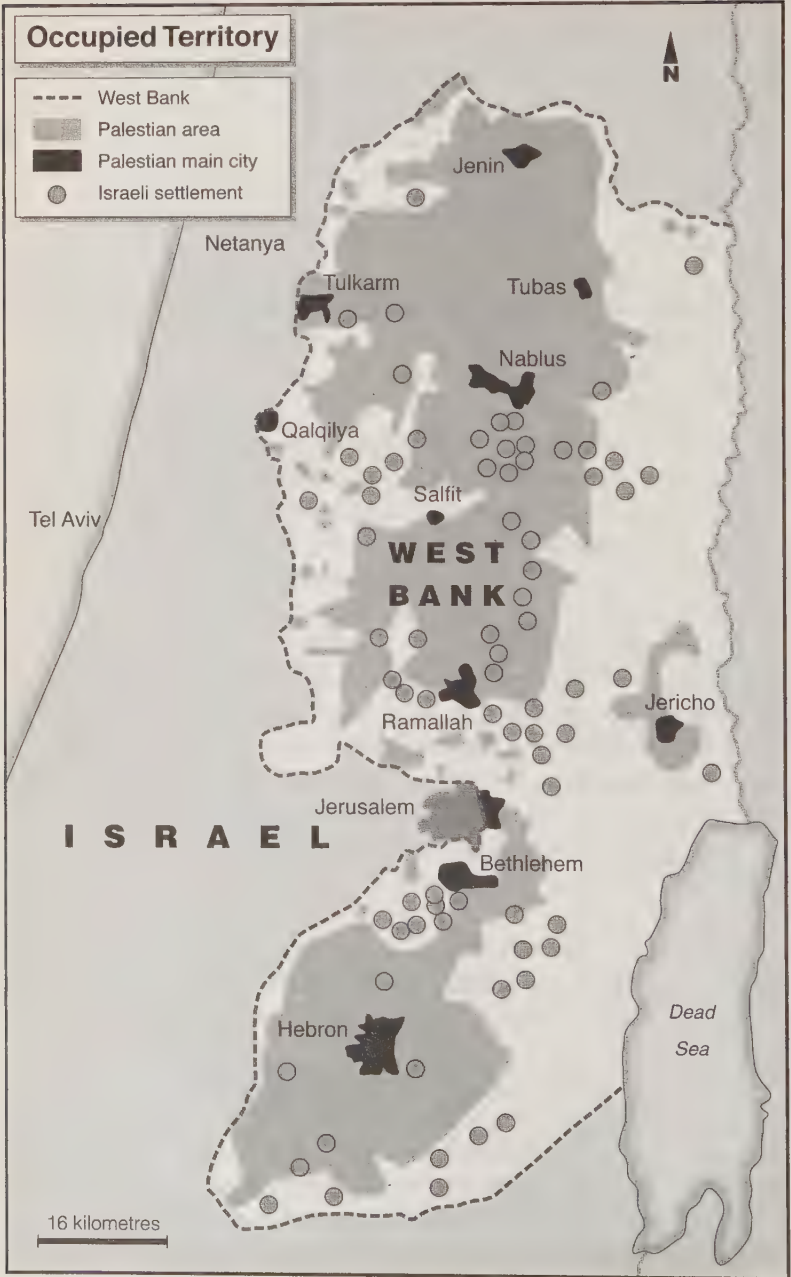 Occupied Territory
West Bank
Palestian area
Palestian main city
Israeli settlement
N
Jenin
Netanya
Tulkarm
Tubas
Nablus
Qalqilya
Salfit
Tel Aviv
WEST
BANK
Ramallah
Jericho
Jerusalem
ISRAEL
Bethlehem
Hebron
Dead
Sea
16 kilometres